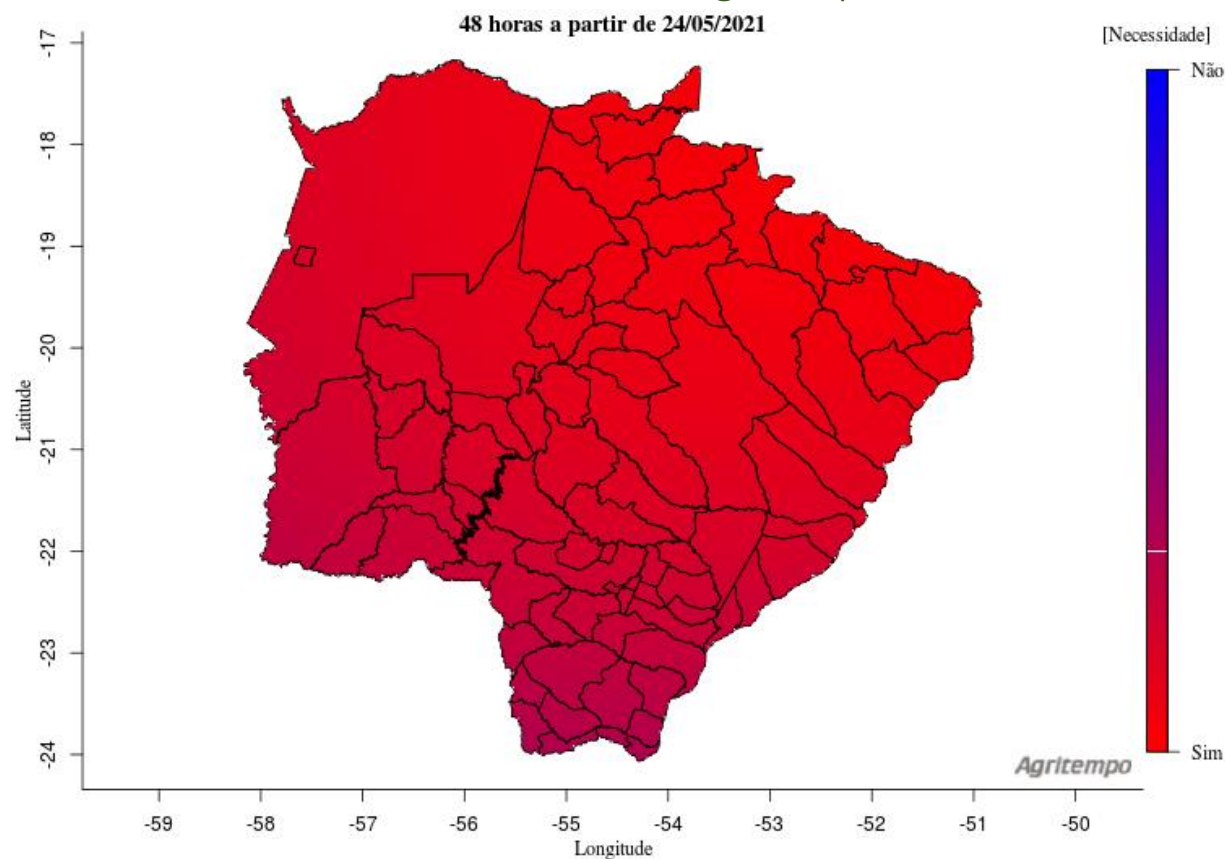 48 horas a partir de 24/05/2021
[Necessidade]
Não
Sim
-17
-18
-19
-20
-21
-22
-23
-24
Latitude
Agritempo
-59 -58 -57 -56 -55 -54 -53 -52 -51 -50
Longitude